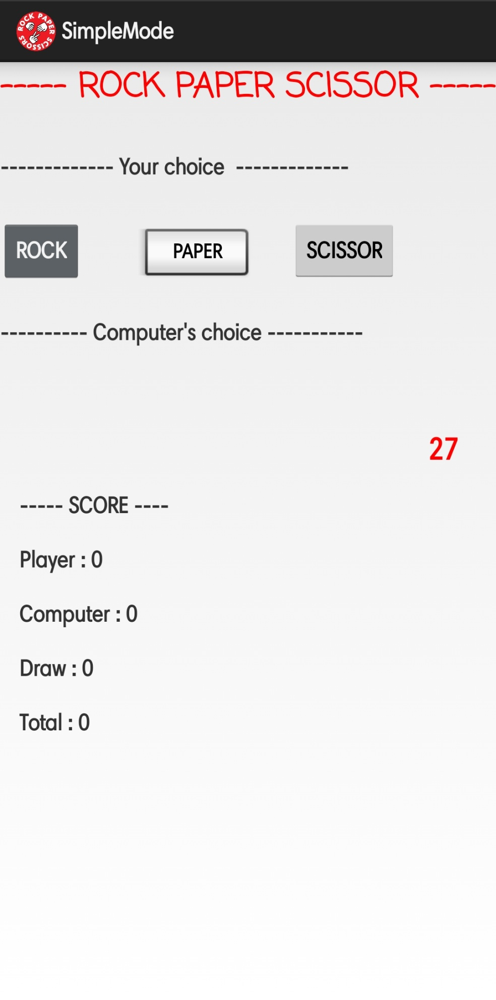 ROCK PAPER SCISSORS
SimpleMode
----- ROCK PAPER SCISSOR -----
------------- Your choice  -------------
ROCK PAPER SCISSOR
---------- Computer's choice -----------
27
----- SCORE ----
Player : 0
Computer : 0
Draw : 0
Total : 0